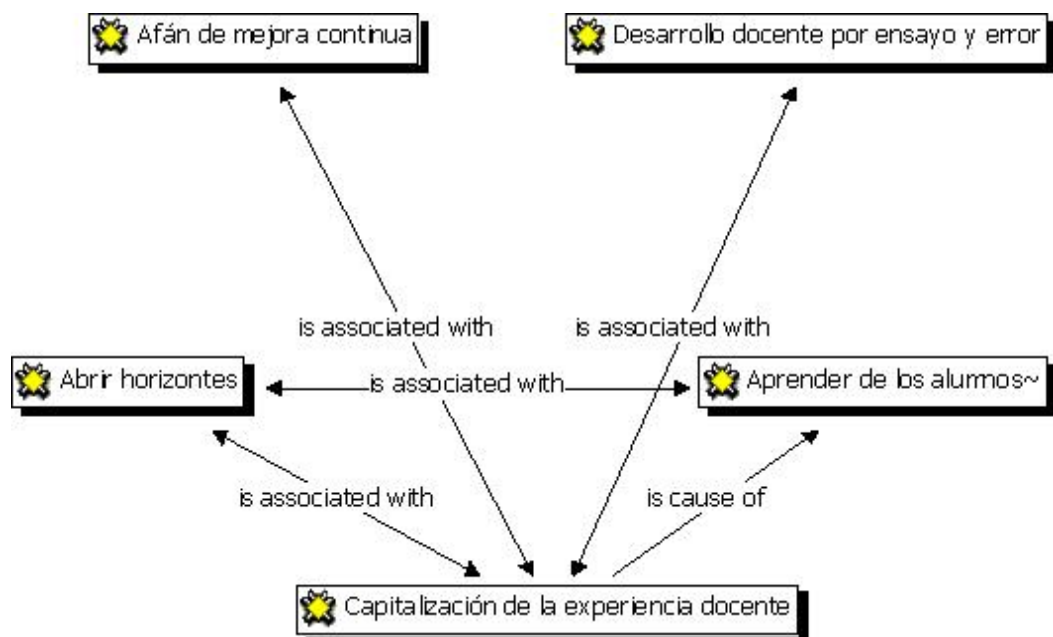 Afán de mejora continua
Desarrollo docente por ensayo y error
is associated with
is associated with
Abrir horizontes
is associated with
Aprender de los alumnos~
is associated with
is cause of
Capitalización de la experiencia docente